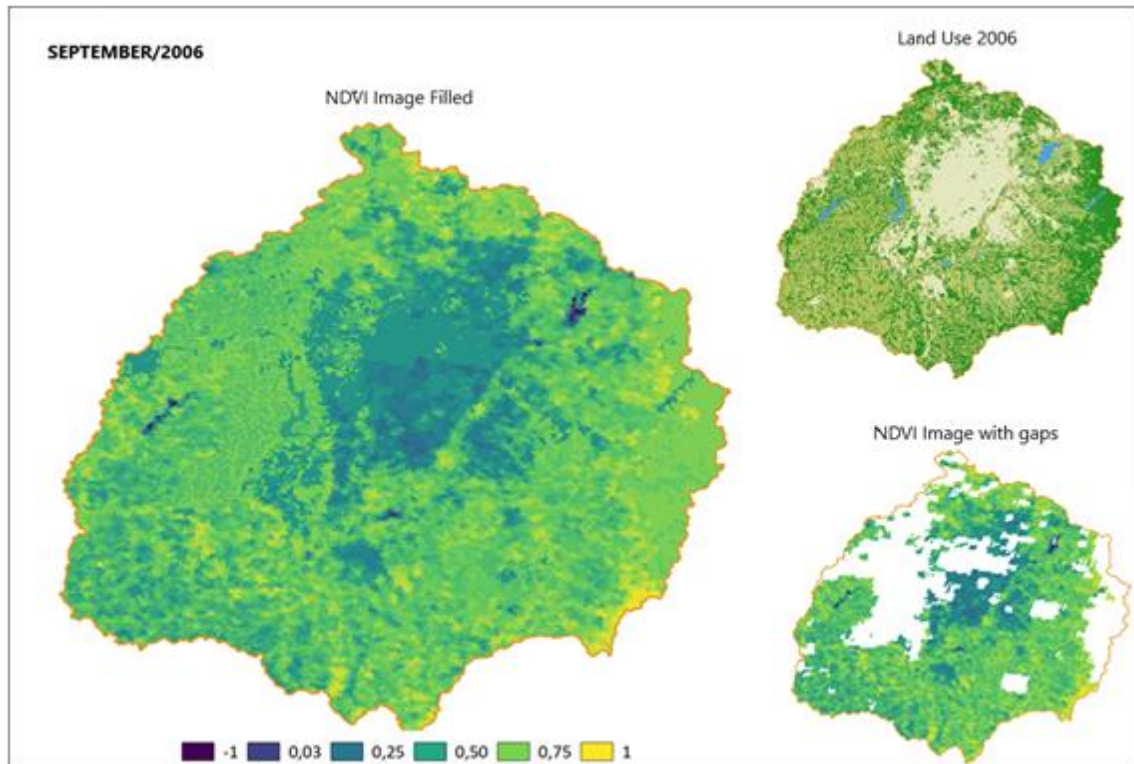 SEPTEMBER/2006
Land Use 2006
NDVI Image Filled
NDVI Image with gaps
-1 0,03 0,25 0,50 0,75 1